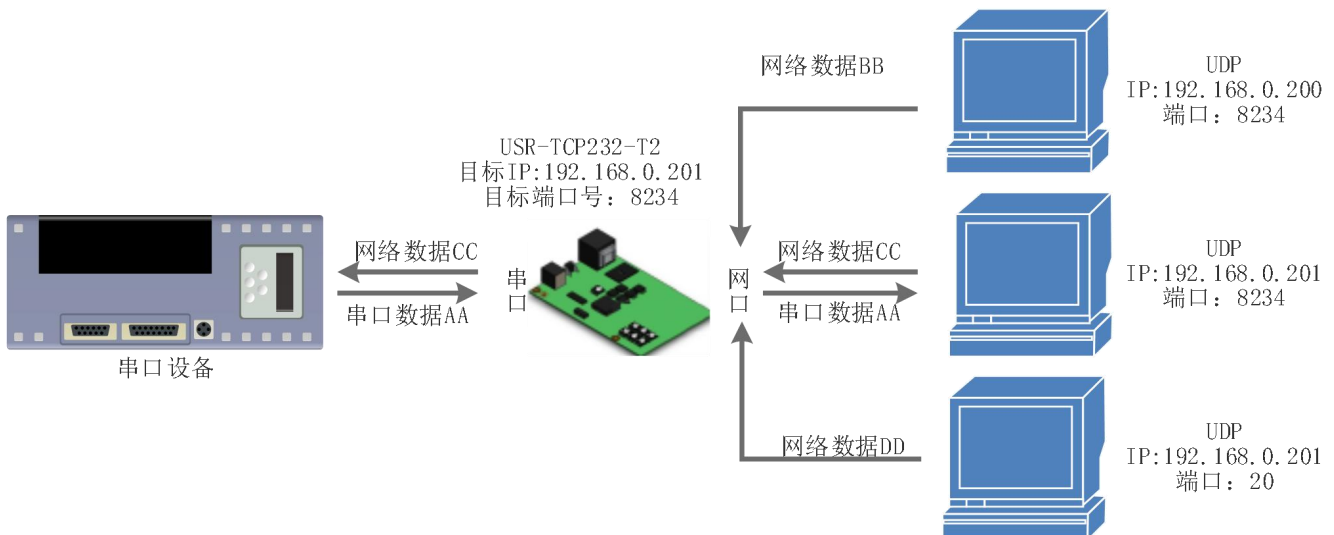 网络数据BB
UDP
IP:192.168.0.200
端口：8234
USR-TCP232-T2
目标IP:192.168.0.201
目标端口号：8234
网络数据CC
串口数据AA
串口设备
串口
网口
网络数据CC
串口数据AA
UDP
IP:192.168.0.201
端口：8234
网络数据DD
UDP
IP:192.168.0.201
端口：20